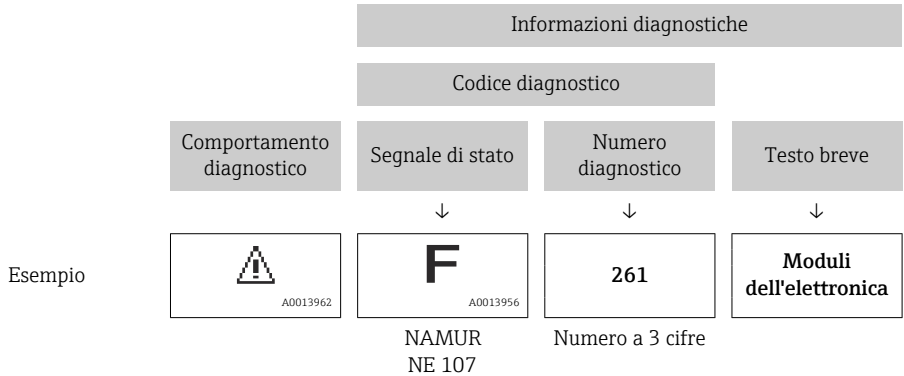 Informazioni diagnostiche
Codice diagnostico
Comportamento
diagnostico
Segnale di stato
Numero
diagnostico
Testo breve
↓
↓
↓
Esempio
A0013962
F
A0013956
261
Moduli
dell'elettronica
NAMUR
NE 107
Numero a 3 cifre